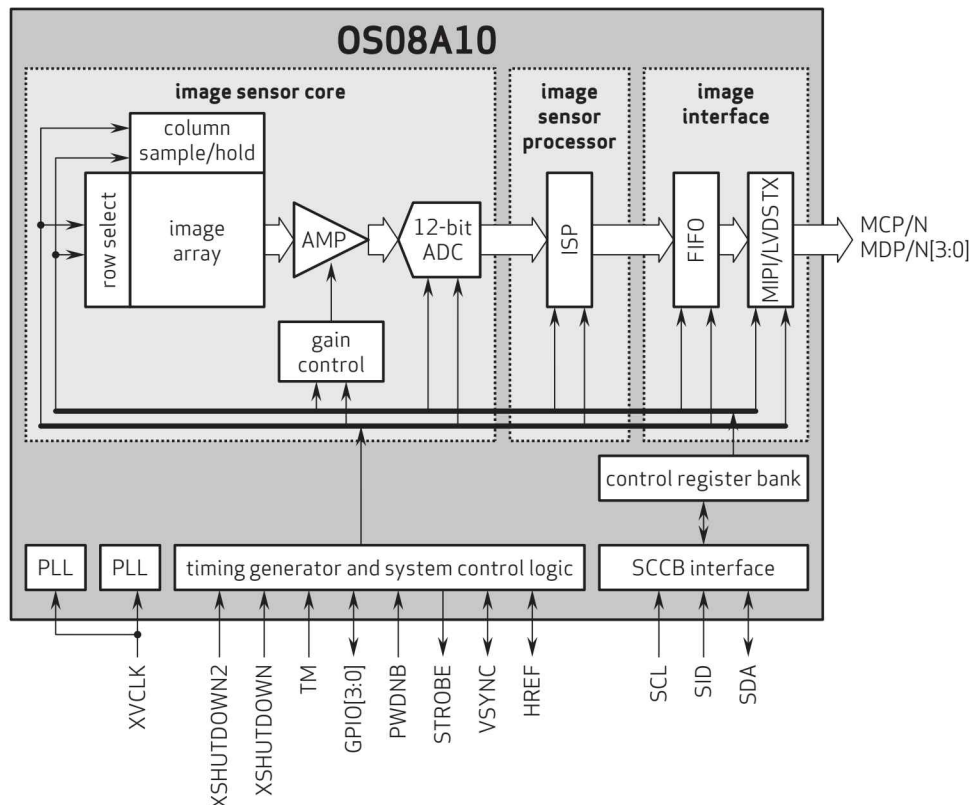 OS08A10
image sensor core
image
sensor
processor
image
interface
column
sample/hold
row select
image
array
AMP
12-bit
ADC
ISP
FIFO
MIPI/LVDS TX
MCP/N
MDP/N[3:0]
gain
control
control register bank
PLL
PLL
timing generator and system control logic
SCCB interface
XVCLK
XSHUTDOWN2
XSHUTDOWN
TM
GPIO[3:0]
PWDNB
STROBE
VSYNC
HREF
SCL
SID
SDA